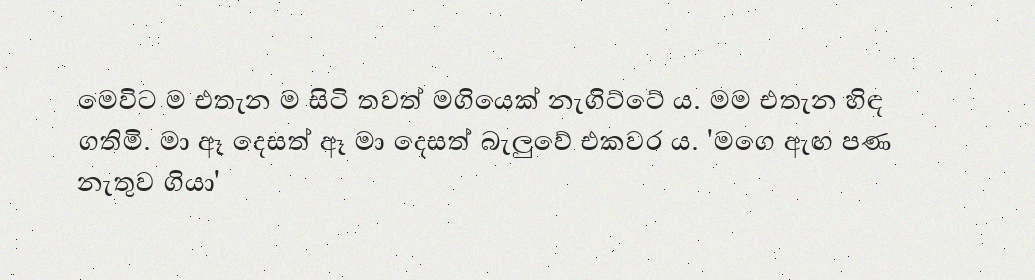 මෙවිට ම එතැන ම සිටි තවත් මගියෙක් නැගිට්ටේ ය. මම එතැන හිඳ
ගතිමි. මා ඈ දෙසත් ඈ මා දෙසත් බැලුවේ එකවර ය. 'මගෙ ඇඟ පණ
නැතුව ගියා'